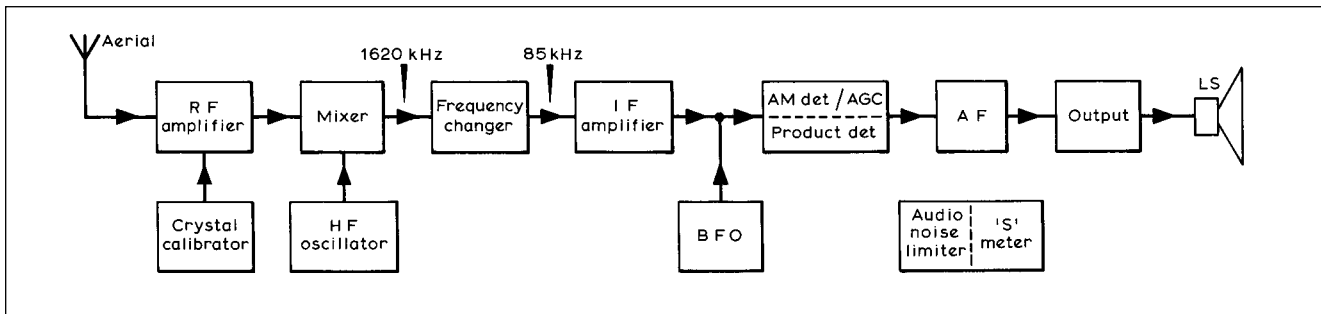 Aerial
1620 kHz
85 kHz
LS
RF
amplifier
Mixer
Frequency
changer
IF
amplifier
AM det / AGC
Product det
AF
Output
Crystal
calibrator
HF
oscillator
BFO
Audio
noise
limiter
'S'
meter